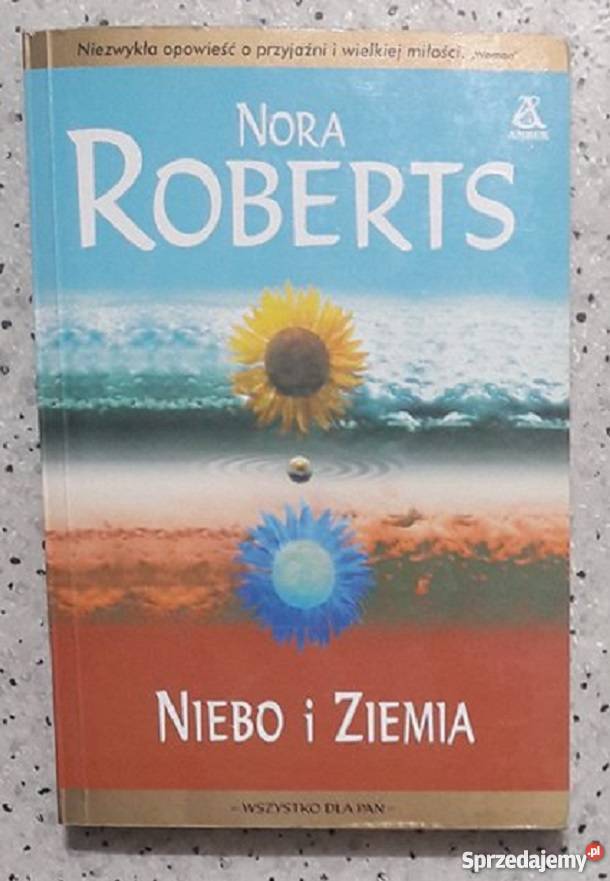 Niezwykła opowieść o przyjaźni i wielkiej miłości. „Woman"
AMBER
NORA
ROBERTS
NIEBO i ZIEMIA
- WSZYSTKO DLA PAŃ -
Sprzedajemy.pl